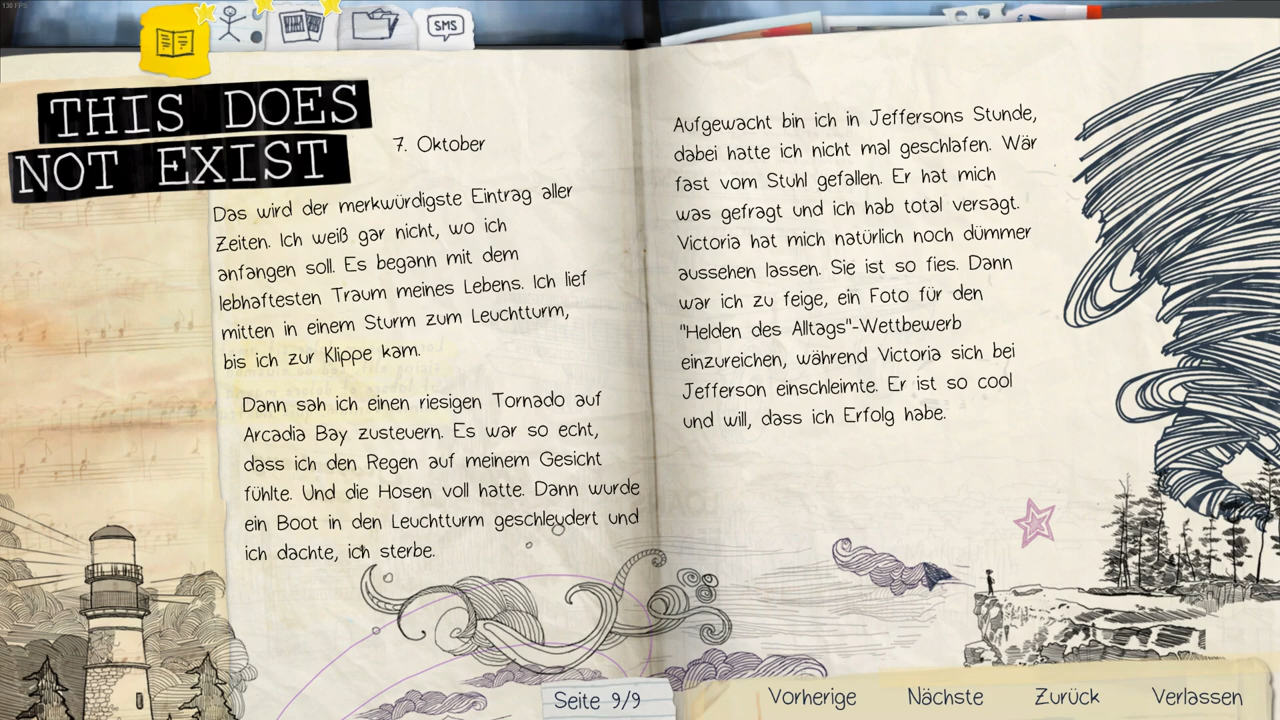 130 FPS
SMS
THIS DOES
NOT EXIST
7. Oktober
Das wird der merkwürdigste Eintrag aller
Zeiten. Ich weiß gar nicht, wo ich
anfangen soll. Es begann mit dem
lebhaftesten Traum meines Lebens. Ich lief
mitten in einem Sturm zum Leuchtturm,
bis ich zur Klippe kam.
Dann sah ich einen riesigen Tornado auf
Arcadia Bay zusteuern. Es war so echt,
dass ich den Regen auf meinem Gesicht
fühlte. Und die Hosen voll hatte. Dann wurde
ein Boot in den Leuchtturm geschleudert und
ich dachte, ich sterbe.
Aufgewacht bin ich in Jeffersons Stunde,
dabei hatte ich nicht mal geschlafen. Wär
fast vom Stuhl gefallen. Er hat mich
was gefragt und ich hab total versagt.
Victoria hat mich natürlich noch dümmer
aussehen lassen. Sie ist so fies. Dann
war ich zu feige, ein Foto für den
"Helden des Alltags"-Wettbewerb
einzureichen, während Victoria sich bei
Jefferson einschleimte. Er ist so cool
und will, dass ich Erfolg habe.
Seite 9/9
Vorherige
Nächste
Zurück
Verlassen